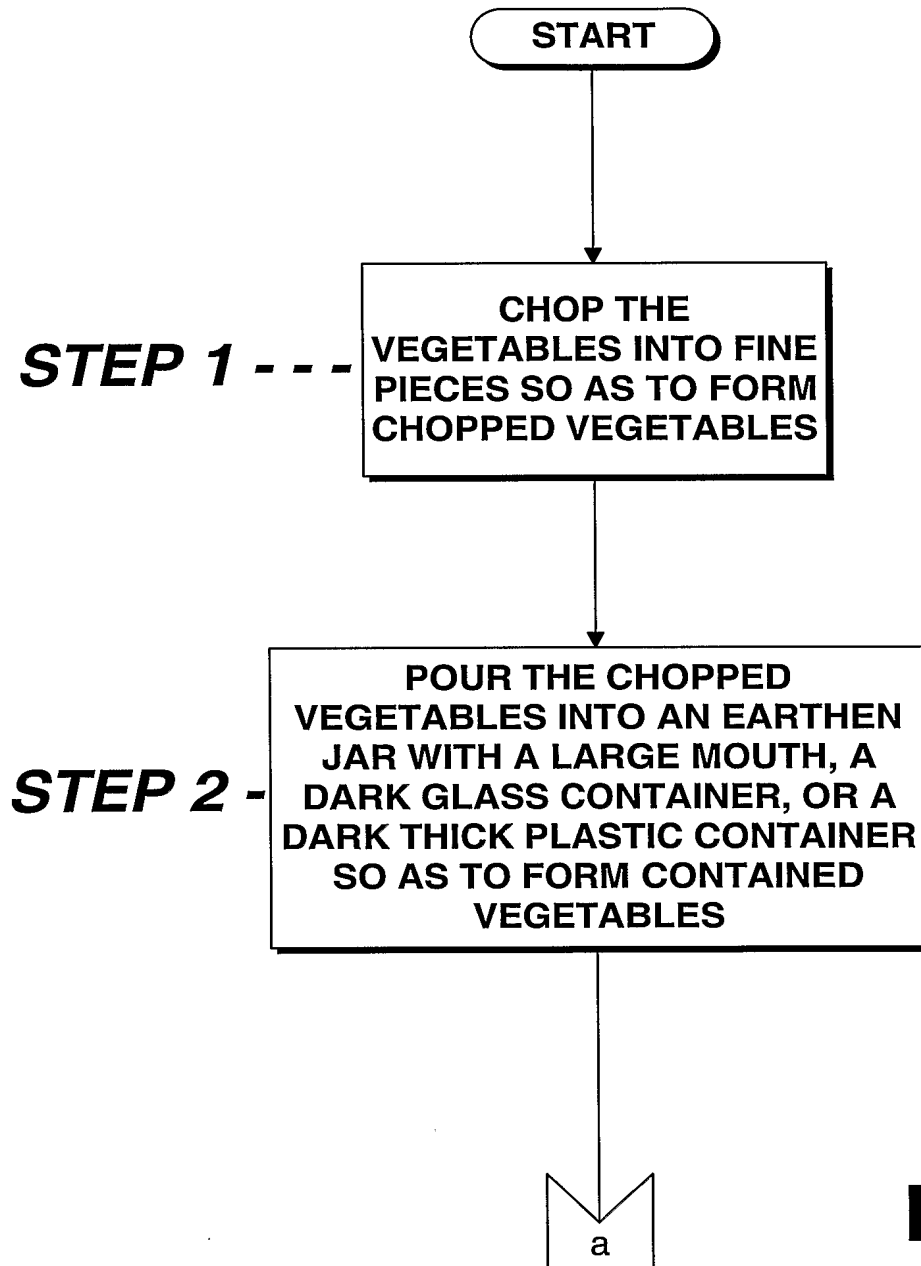 START
STEP 1 - - -
CHOP THE
VEGETABLES INTO FINE
PIECES SO AS TO FORM
CHOPPED VEGETABLES
STEP 2 -
POUR THE CHOPPED
VEGETABLES INTO AN EARTHEN
JAR WITH A LARGE MOUTH, A
DARK GLASS CONTAINER, OR A
DARK THICK PLASTIC CONTAINER
SO AS TO FORM CONTAINED
VEGETABLES
a